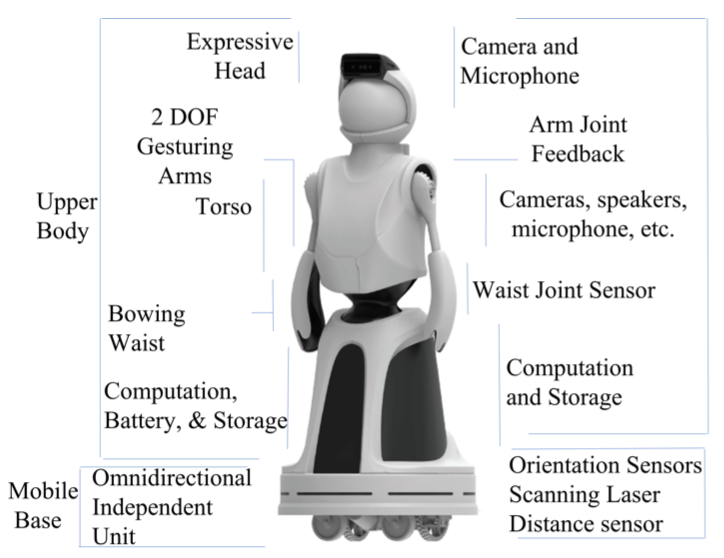 Expressive
Head
Camera and
Microphone
2 DOF
Gesturing
Arms
Arm Joint
Feedback
Torso
Cameras, speakers,
microphone, etc.
Upper
Body
Waist Joint Sensor
Bowing
Waist
Computation
and Storage
Computation,
Battery, & Storage
Mobile
Base
Omnidirectional
Independent
Unit
Orientation Sensors
Scanning Laser
Distance sensor